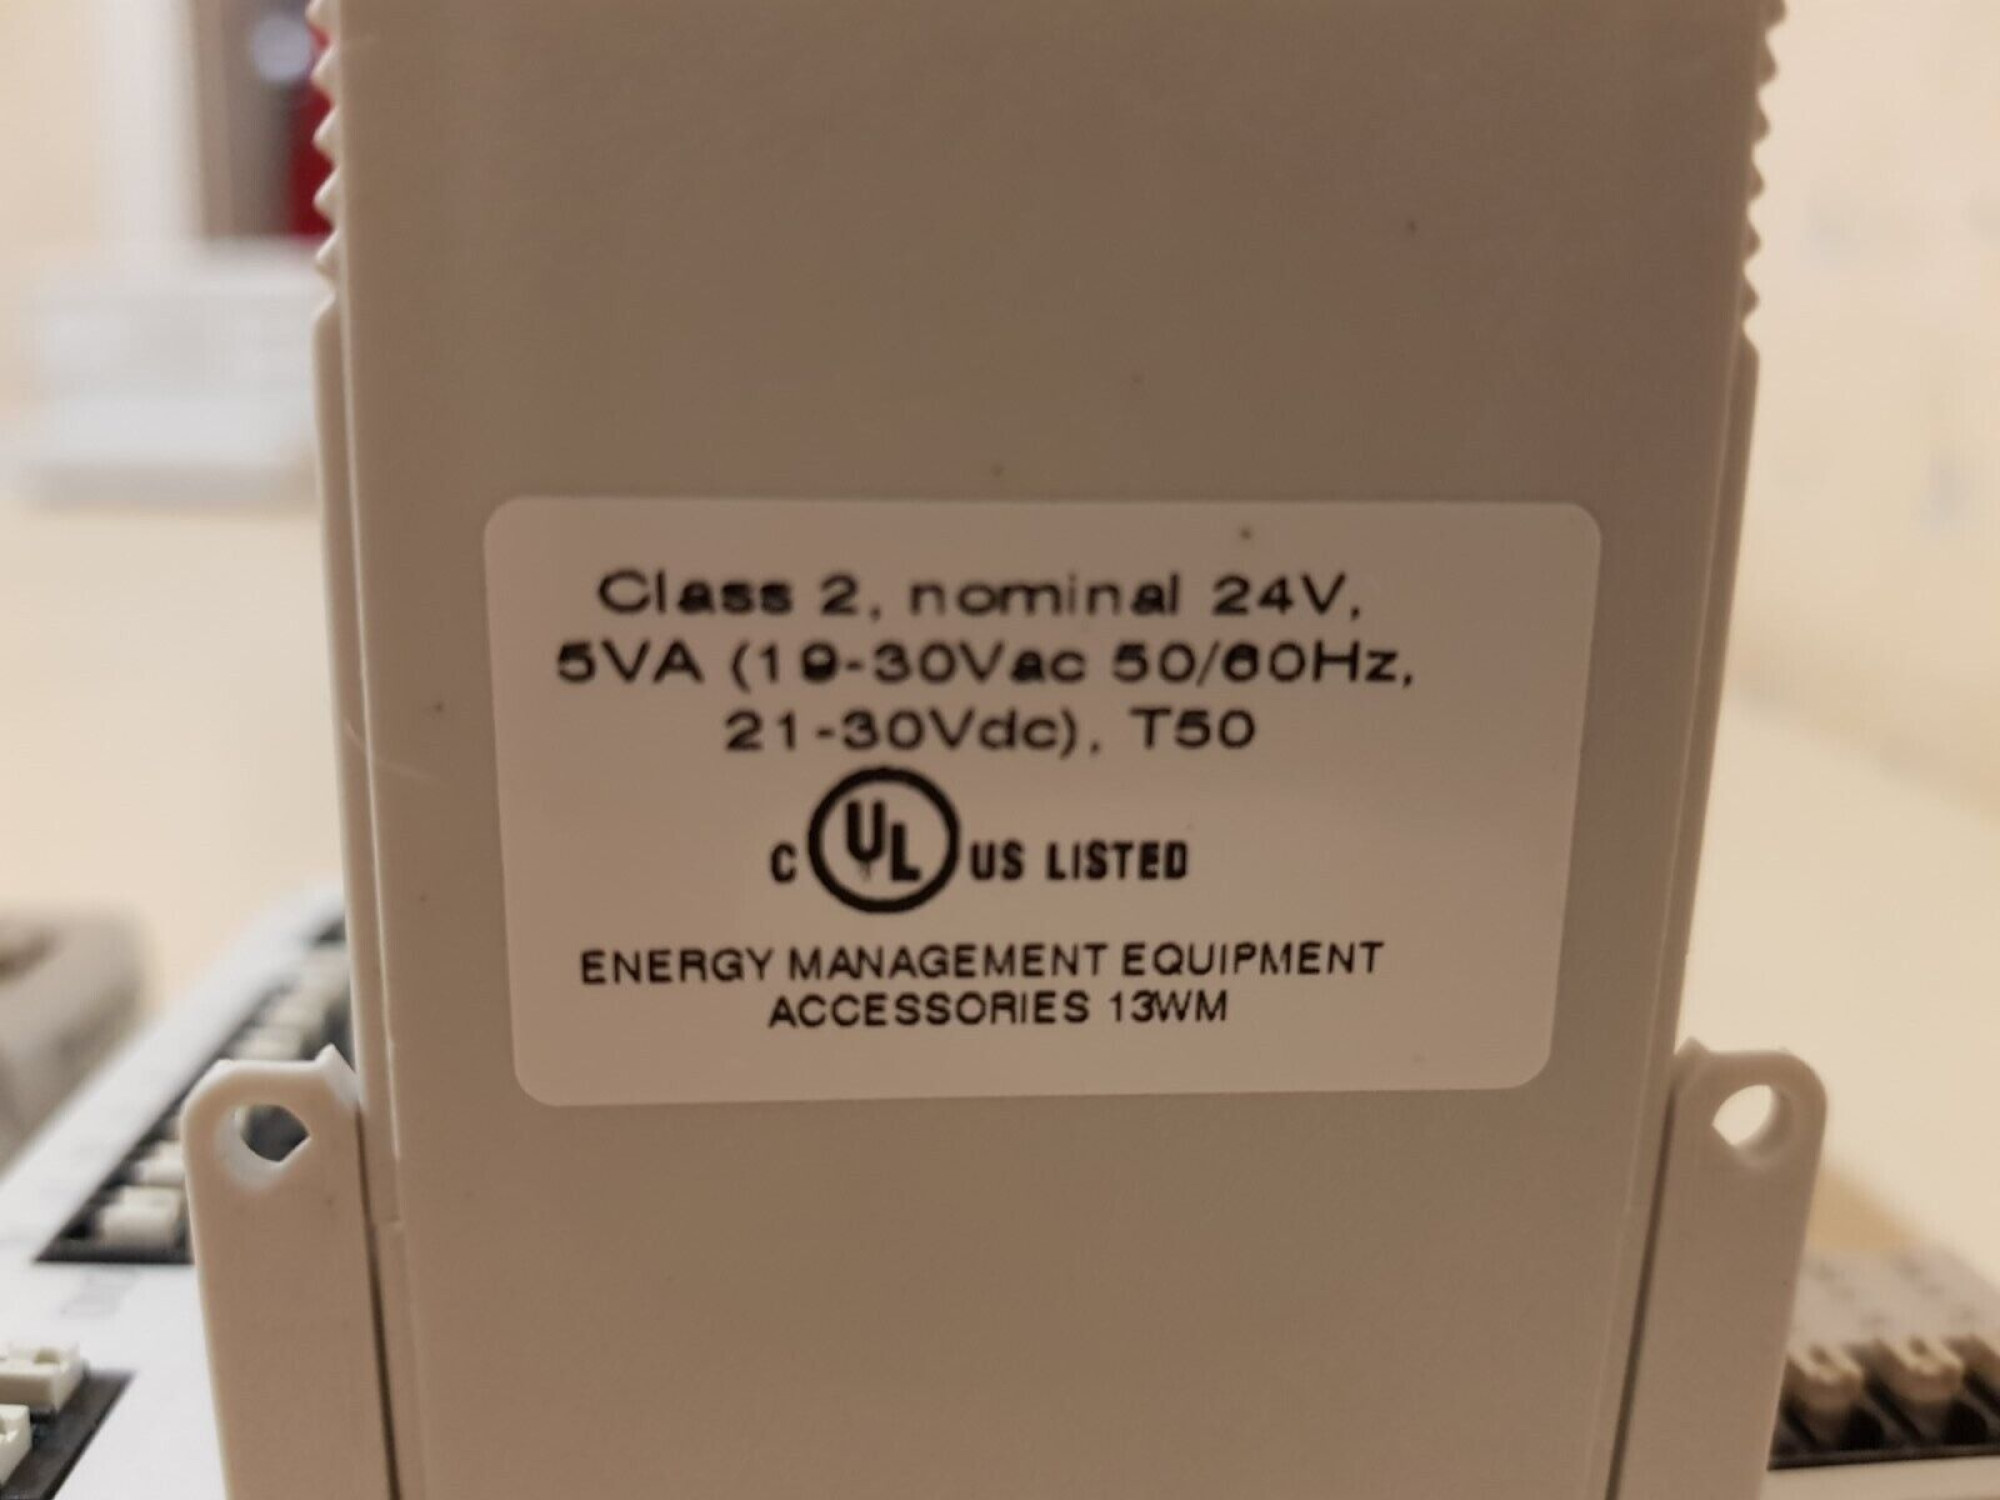 Class 2, nominal 24V,
5VA (19-30Vac 50/60Hz,
21-30Vdc), T50
C UL US LISTED
ENERGY MANAGEMENT EQUIPMENT
ACCESSORIES 13WM